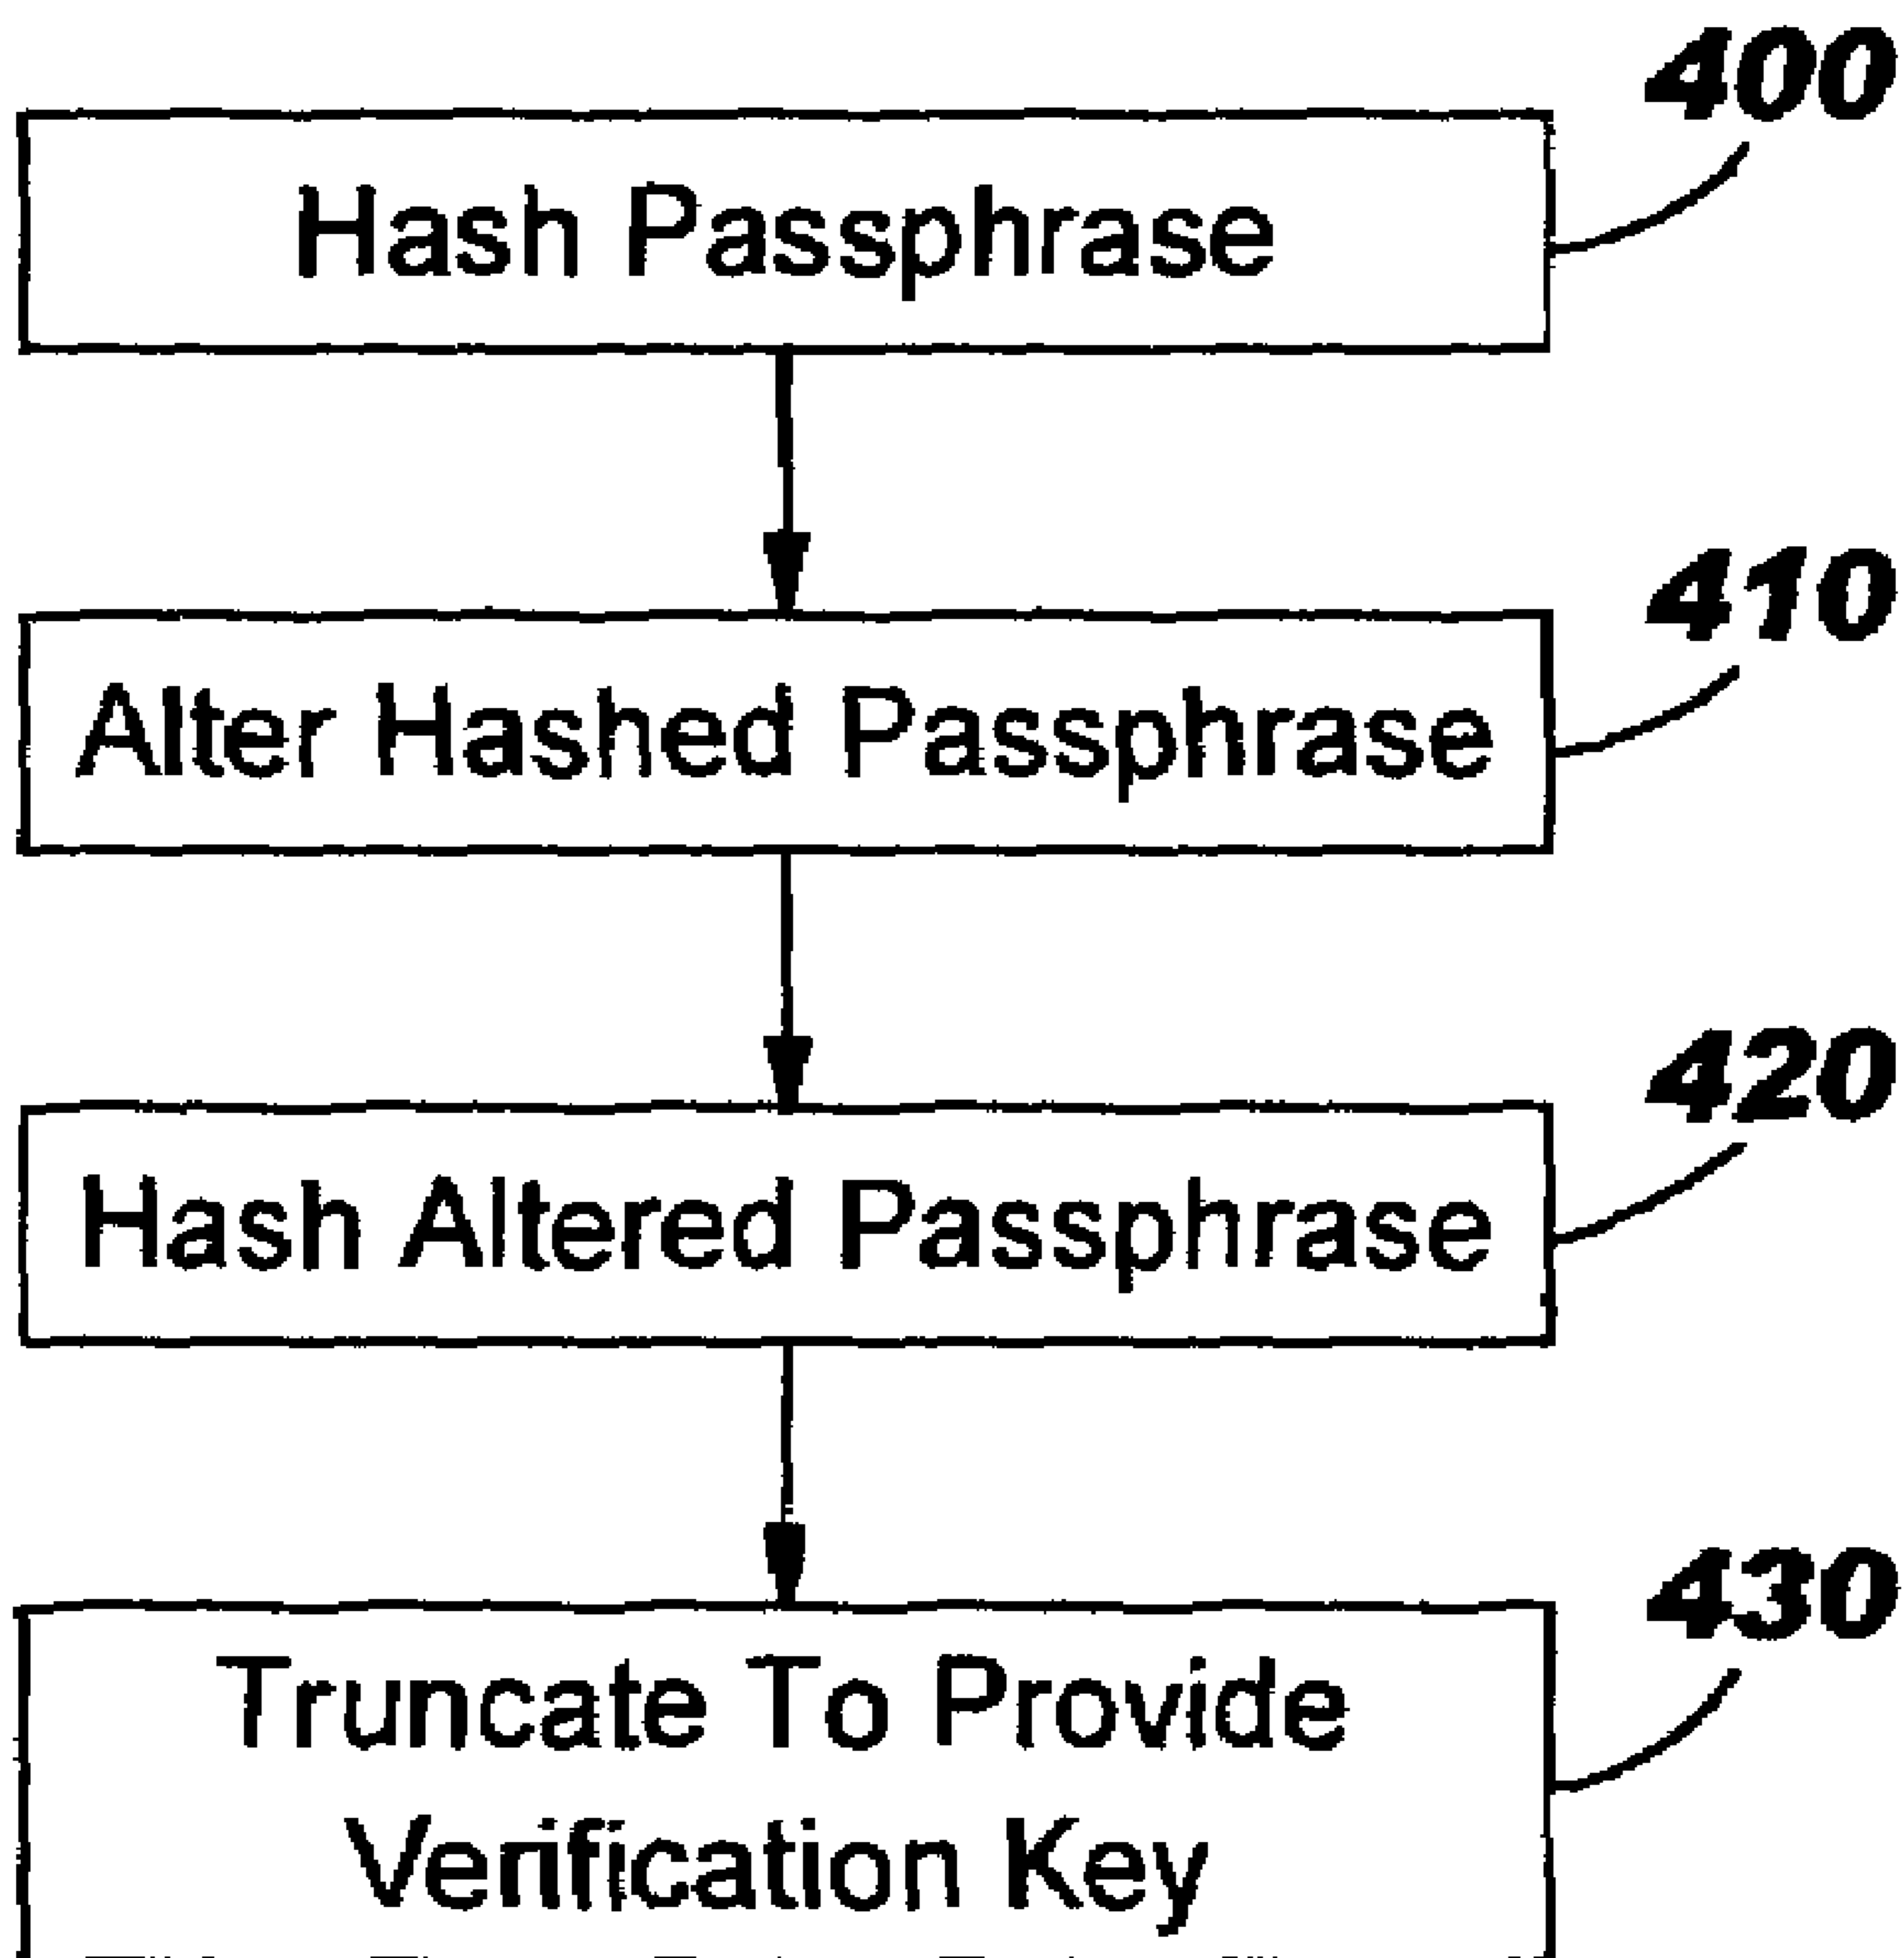 400
Hash Passphrase
410
Alter Hashed Passphrase
420
Hash Altered Passphrase
430
Truncate To Provide
Verification Key